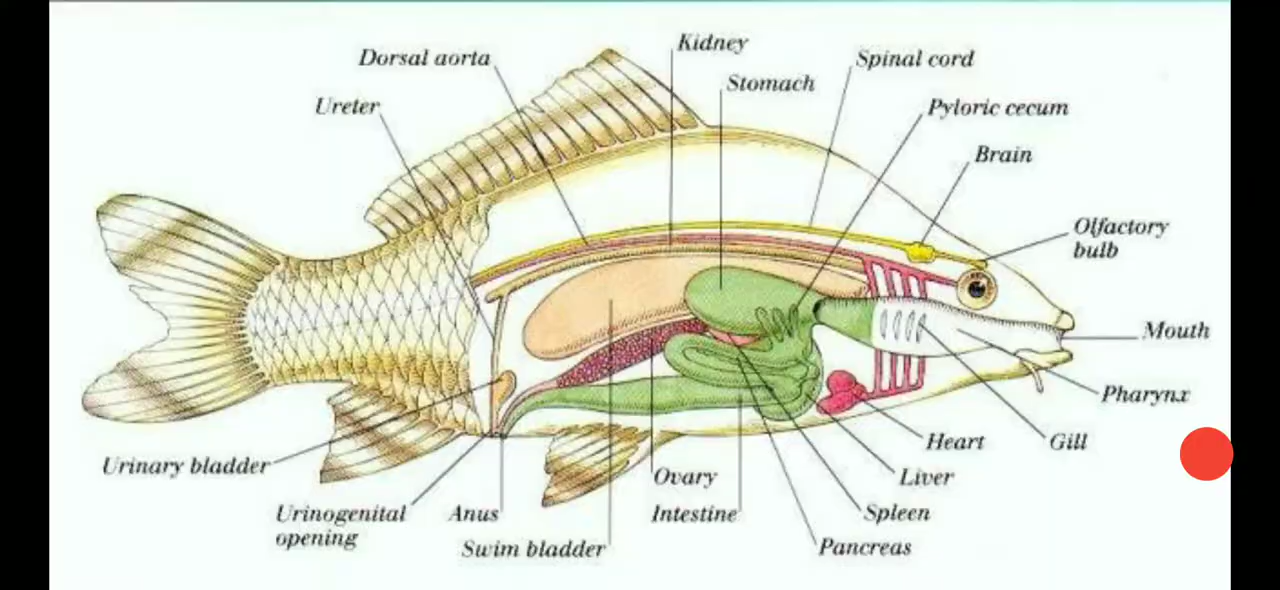 Kidney
Dorsal aorta
Spinal cord
Stomach
Ureter
Pyloric cecum
Brain
Olfactory
bulb
Mouth
Pharynx
Heart
Gill
Urinary bladder
Ovary
Liver
Urinogenital
opening
Anus
Intestine
Spleen
Swim bladder
Pancreas